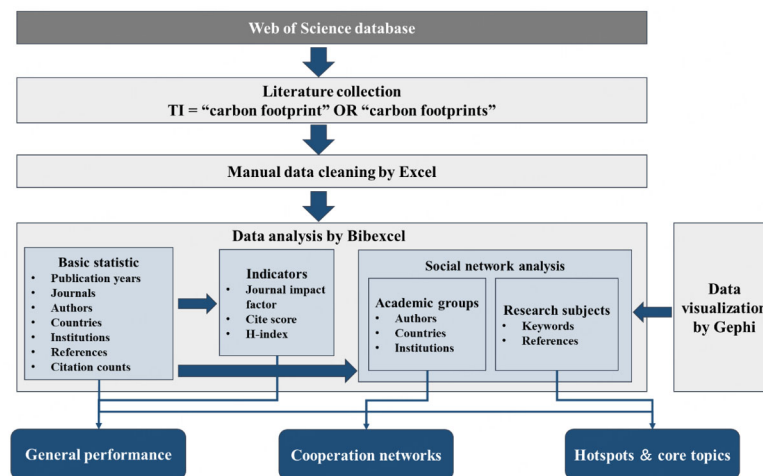 Web of Science database
Literature collection
TI = “carbon footprint” OR “carbon footprints”
Manual data cleaning by Excel
Data analysis by Bibexcel
Basic statistic
• Publication years
• Journals
• Authors
• Countries
• Institutions
• References
• Citation counts
Indicators
• Journal impact
factor
• Cite score
• H-index
Social network analysis
Academic groups
• Authors
• Countries
• Institutions
Research subjects
• Keywords
• References
Data
visualization
by Gephi
General performance
Cooperation networks
Hotspots & core topics